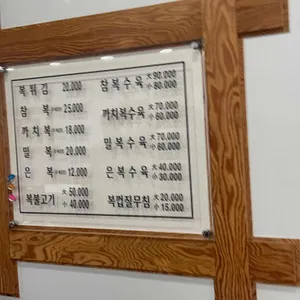 복 튀 김 20,000
참 복 25,000
까 치 복 18,000
밀 복 20,000
은 복 12,000
복불고기 大 50,000
小 40,000
참 복 수 육 大 90.000
小 80.000
까치복수육 大 70.000
小 60.000
밀 복 수 육 大 70.000
小 60.000
은 복 수 육 大 40.000
小 30.000
복껍질무침 大 20.000
小 15.000